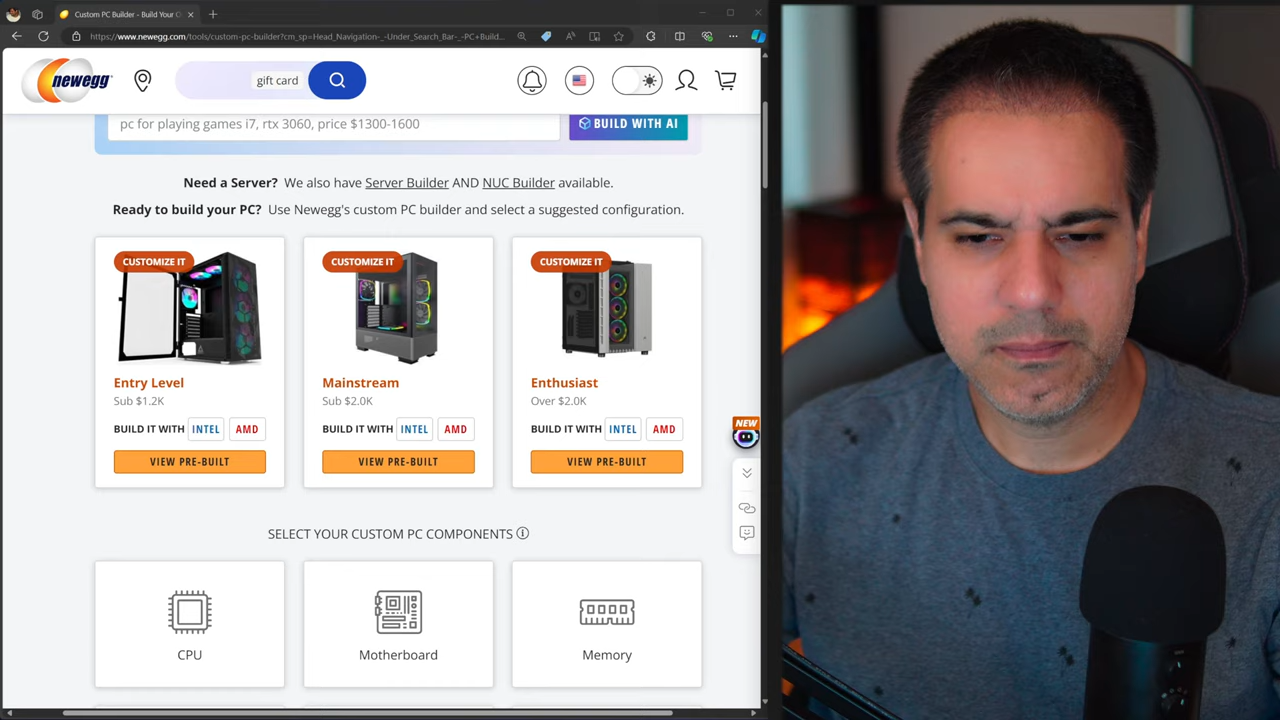 Custom PC Builder - Build Your C
https://www.newegg.com/tools/custom-pc-builder?cm_sp=Head_Navigation-_-Under_Search_Bar-_-PC+Build...
newegg
gift card
pc for playing games i7, rtx 3060, price $1300-1600
BUILD WITH AI
Need a Server? We also have Server Builder AND NUC Builder available.
Ready to build your PC? Use Newegg's custom PC builder and select a suggested configuration.
CUSTOMIZE IT
CUSTOMIZE IT
CUSTOMIZE IT
Entry Level
Mainstream
Enthusiast
Sub $1.2K
Sub $2.0K
Over $2.0K
BUILD IT WITH INTEL AMD
BUILD IT WITH INTEL AMD
BUILD IT WITH INTEL AMD
NEW
VIEW PRE-BUILT
VIEW PRE-BUILT
VIEW PRE-BUILT
SELECT YOUR CUSTOM PC COMPONENTS
CPU
Motherboard
Memory